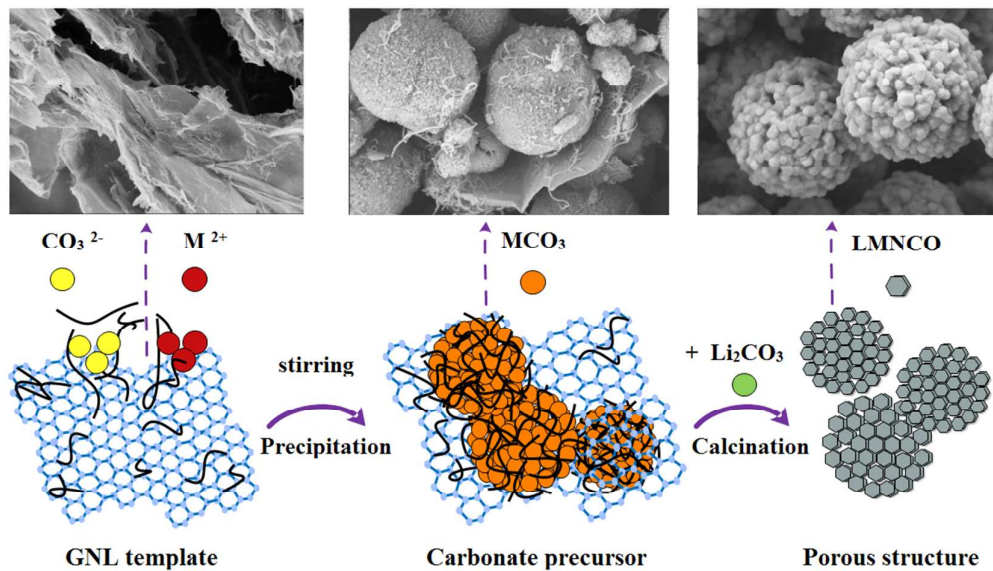 CO₃ ²⁻
M ²⁺
MCO₃
LMNCO
stirring
Precipitation
+ Li₂CO₃
Calcination
GNL template
Carbonate precursor
Porous structure